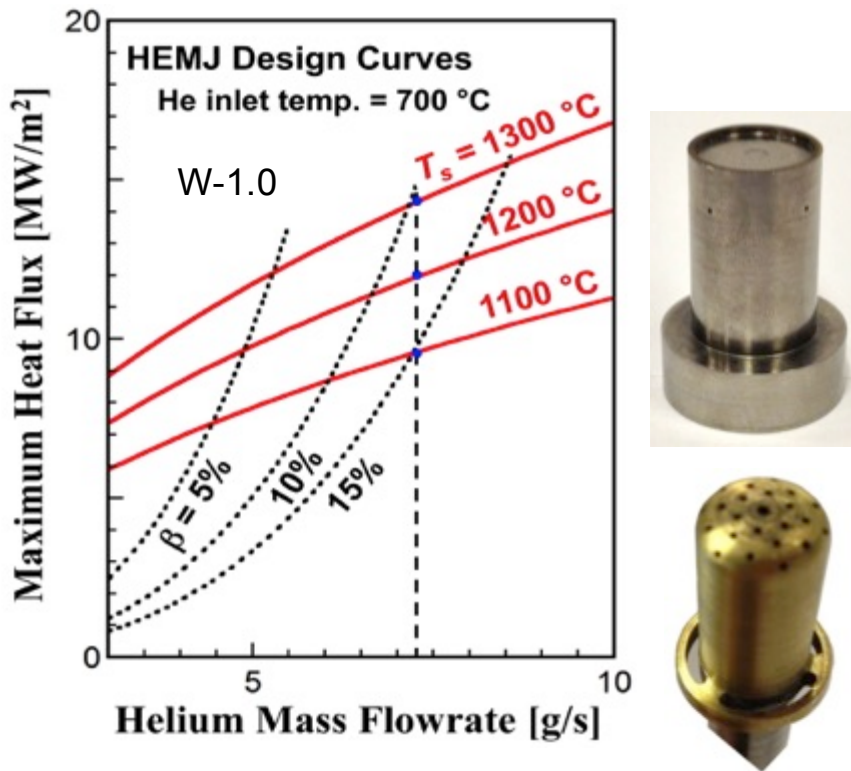 20
HEMJ Design Curves
He inlet temp. = 700 °C
W-1.0
Tₛ = 1300 °C
1200 °C
1100 °C
10
β = 5%
10%
15%
0
5
10
Maximum Heat Flux [MW/m²]
Helium Mass Flowrate [g/s]